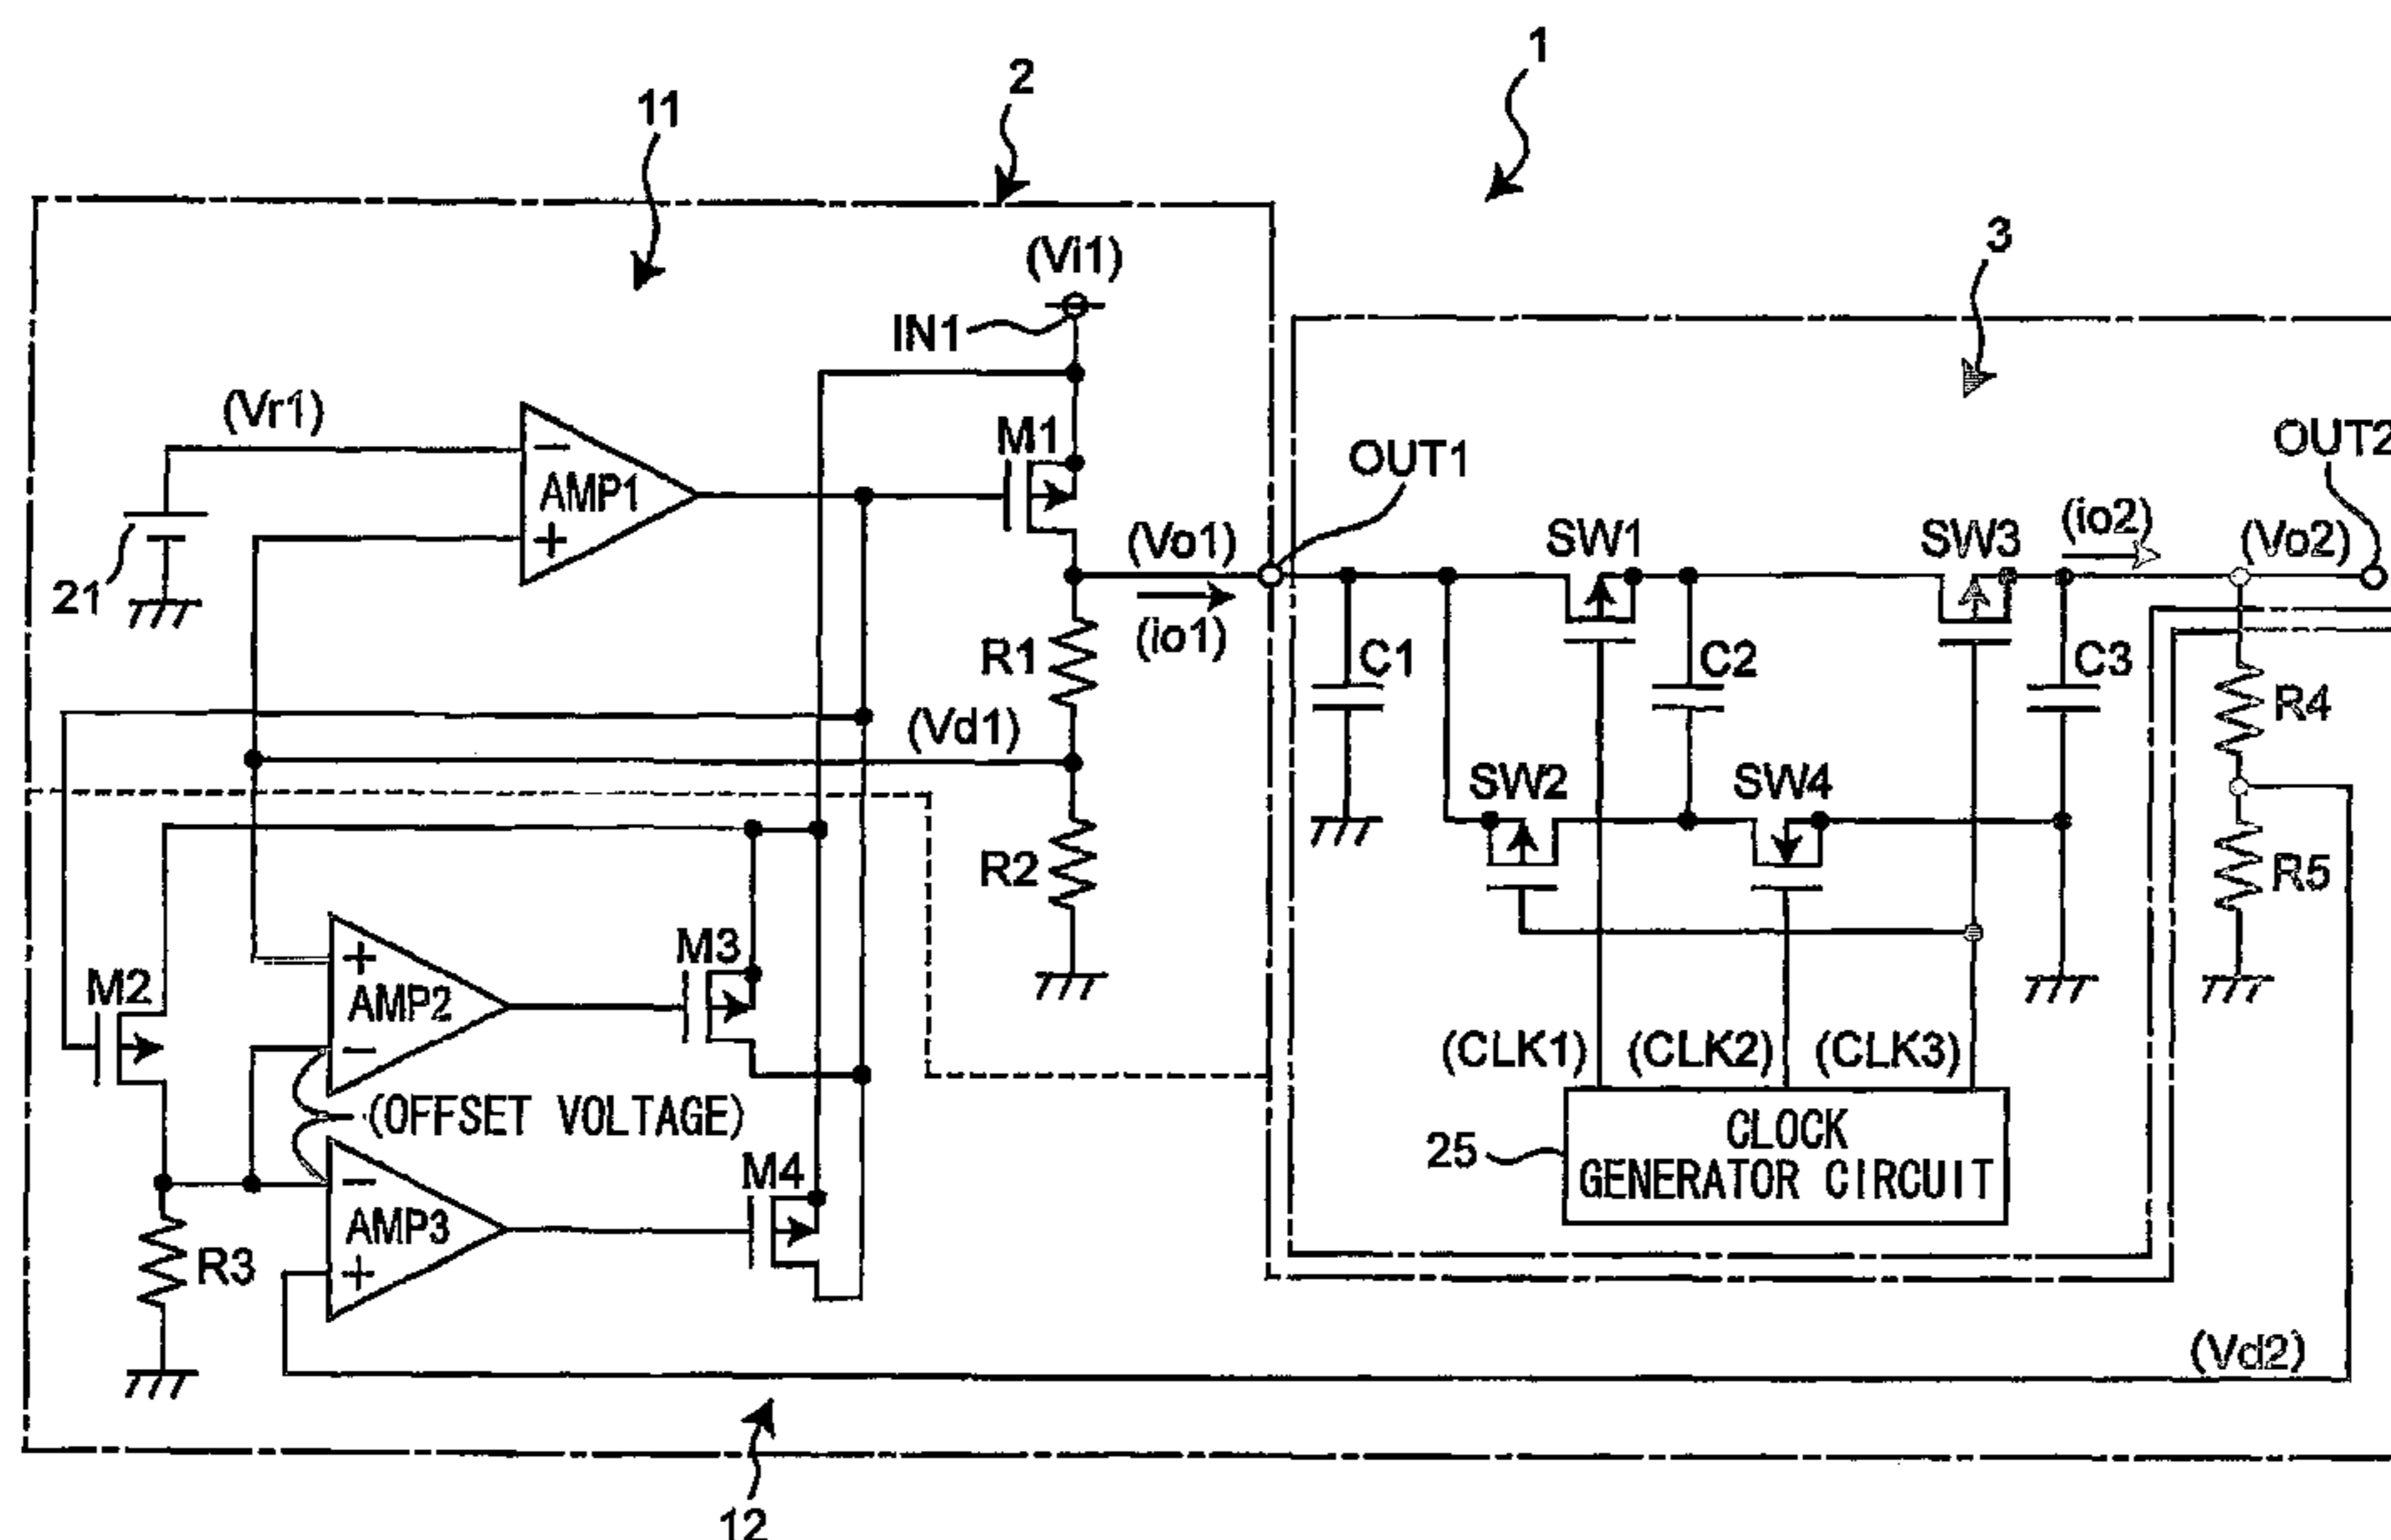 1
2
11
3
(Vi1)
IN1
(Vr1)
M1
OUT1
OUT2
AMP1
−
+
21
(Vo1)
(io1)
SW1
SW3
(io2)
(Vo2)
R1
C1
C2
C3
R4
(Vd1)
SW2
SW4
R2
R5
M2
AMP2
+
−
M3
(CLK1)
(CLK2)
(CLK3)
(OFFSET VOLTAGE)
25
CLOCK
GENERATOR CIRCUIT
M4
AMP3
−
+
R3
(Vd2)
12